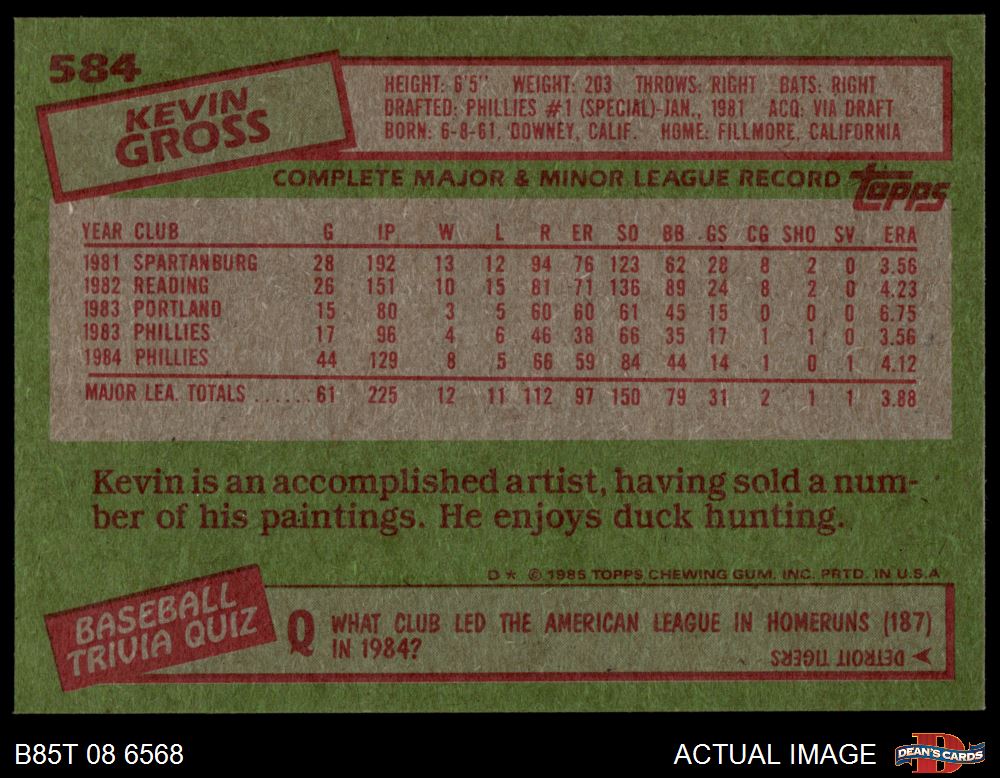 584
KEVIN
GROSS
HEIGHT: 6'5" WEIGHT: 203 THROWS: RIGHT BATS: RIGHT
DRAFTED: PHILLIES #1 (SPECIAL)-JAN., 1981 ACQ: VIA DRAFT
BORN: 6-8-61, DOWNEY, CALIF. HOME: FILLMORE, CALIFORNIA
COMPLETE MAJOR & MINOR LEAGUE RECORD topps
YEAR CLUB G IP W L R ER SO BB GS CG SHO SV ERA
1981 SPARTANBURG 28 192 13 12 94 76 123 62 28 8 2 0 3.56
1982 READING 26 151 10 15 81 71 136 89 24 8 2 0 4.23
1983 PORTLAND 15 80 3 5 60 60 61 45 15 0 0 0 6.75
1983 PHILLIES 17 96 4 6 46 38 66 35 17 1 1 0 3.56
1984 PHILLIES 44 129 8 5 66 59 84 44 14 1 0 1 4.12
MAJOR LEA. TOTALS ...... 61 225 12 11 112 97 150 79 31 2 1 1 3.88
Kevin is an accomplished artist, having sold a num-
ber of his paintings. He enjoys duck hunting.
D * © 1985 TOPPS CHEWING GUM, INC. PRTD. IN U.S.A
BASEBALL
TRIVIA QUIZ
Q WHAT CLUB LED THE AMERICAN LEAGUE IN HOMERUNS (187)
IN 1984?
DETROIT TIGERS
B85T 08 6568
ACTUAL IMAGE
D
DEAN'S CARDS